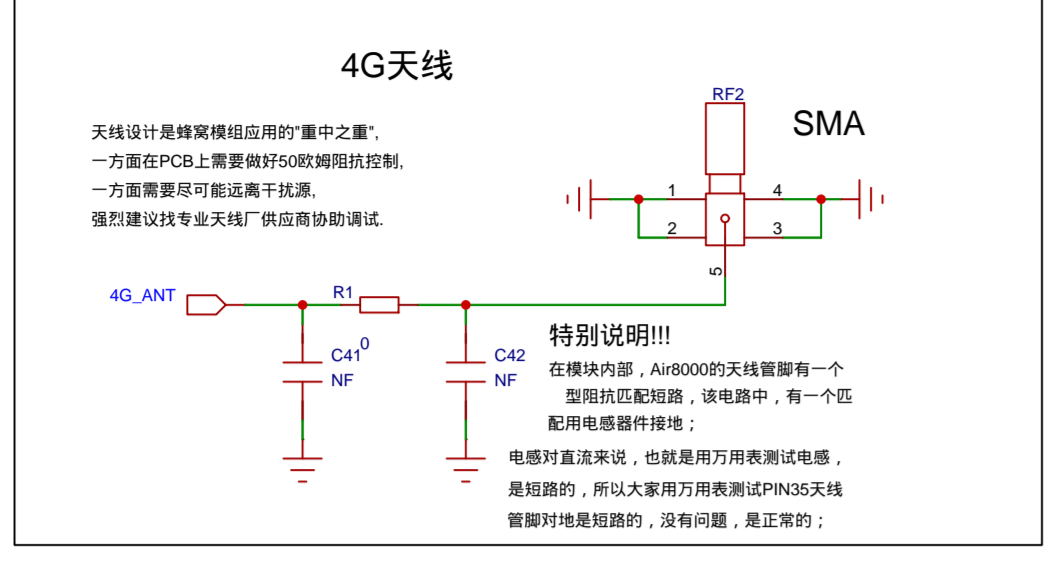 4G天线
天线设计是蜂窝模组应用的"重中之重",
一方面在PCB上需要做好50欧姆阻抗控制,
一方面需要尽可能远离干扰源,
强烈建议找专业天线厂供应商协助调试.
RF2
SMA
1
4
2
3
5
4G_ANT
R1
0
C41
NF
C42
NF
特别说明!!!
在模块内部，Air8000的天线管脚有一个
型阻抗匹配短路，该电路中，有一个匹
配用电感器件接地；
电感对直流来说，也就是用万用表测试电感，
是短路的，所以大家用万用表测试PIN35天线
管脚对地是短路的，没有问题，是正常的；